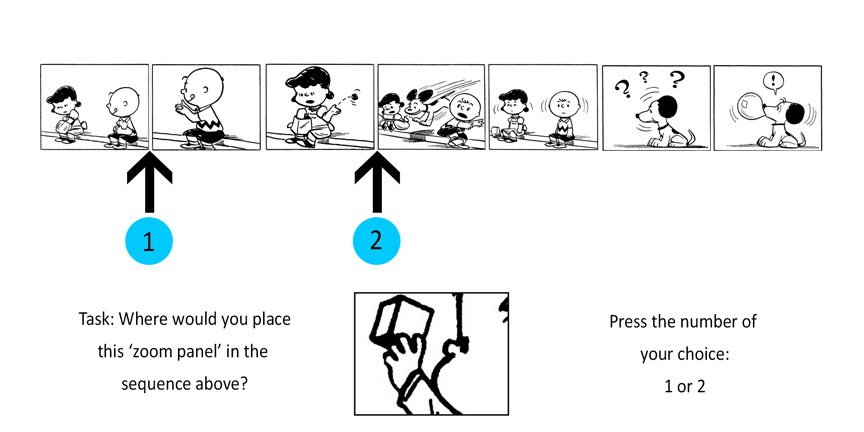 ? ? ?
!
1
2
Task: Where would you place
this ‘zoom panel’ in the
sequence above?
Press the number of
your choice:
1 or 2